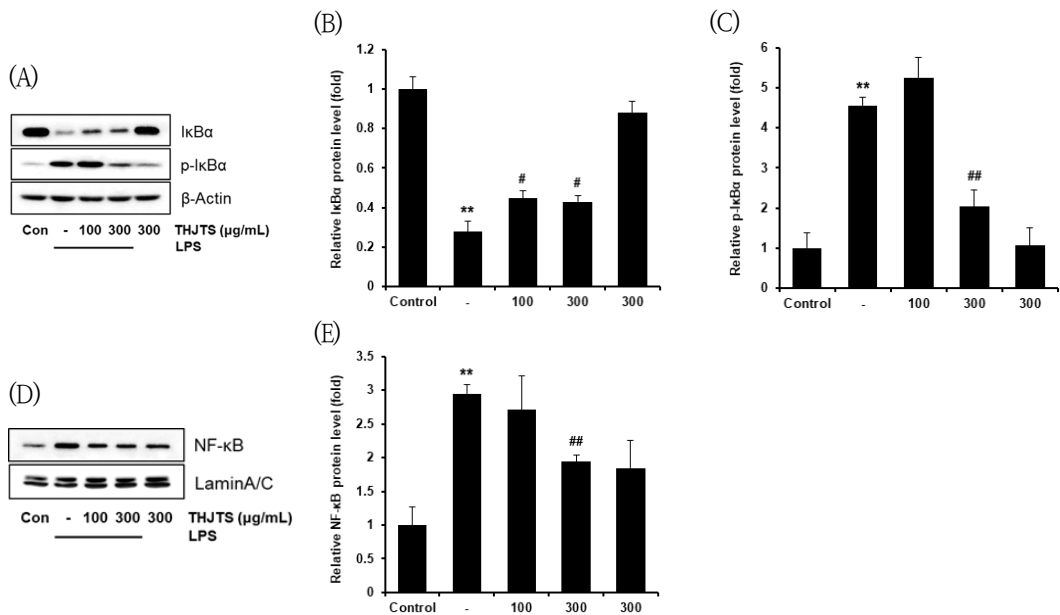 (A)
IκBα
p-IκBα
β-Actin
Con - 100 300 300 THJTS (μg/mL)
LPS
(B)
Relative IκBα protein level (fold)
1.2
1
0.8
0.6
0.4
0.2
0
**
#
#
Control - 100 300 300
(C)
Relative p-IκBα protein level (fold)
6
5
4
3
2
1
0
**
##
Control - 100 300 300
(D)
NF-κB
LaminA/C
Con - 100 300 300 THJTS (μg/mL)
LPS
(E)
Relative NF-κB protein level (fold)
3.5
3
2.5
2
1.5
1
0.5
0
**
##
Control - 100 300 300